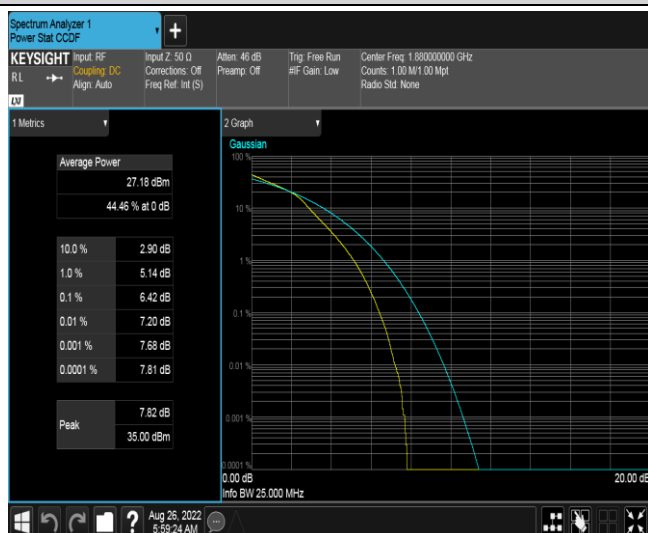 Spectrum Analyzer 1
Power Stat CCDF
+
KEYSIGHT
R L
LXI
Input: RF
Coupling: DC
Align: Auto
Input Z: 50 Ω
Corrections: Off
Freq Ref: Int (S)
Atten: 46 dB
Preamp: Off
Trig: Free Run
#IF Gain: Low
Center Freq: 1.880000000 GHz
Counts: 1.00 M/1.00 Mpt
Radio Std: None
1 Metrics
Average Power
27.18 dBm
44.46 % at 0 dB
10.0 % 2.90 dB
1.0 % 5.14 dB
0.1 % 6.42 dB
0.01 % 7.20 dB
0.001 % 7.68 dB
0.0001 % 7.81 dB
Peak
7.82 dB
35.00 dBm
2 Graph
Gaussian
100 %
10 %
1 %
0.1 %
0.01 %
0.001 %
0.0001 %
0.00 dB 20.00 dB
Info BW 25.000 MHz
?
Aug 26, 2022
5:59:24 AM